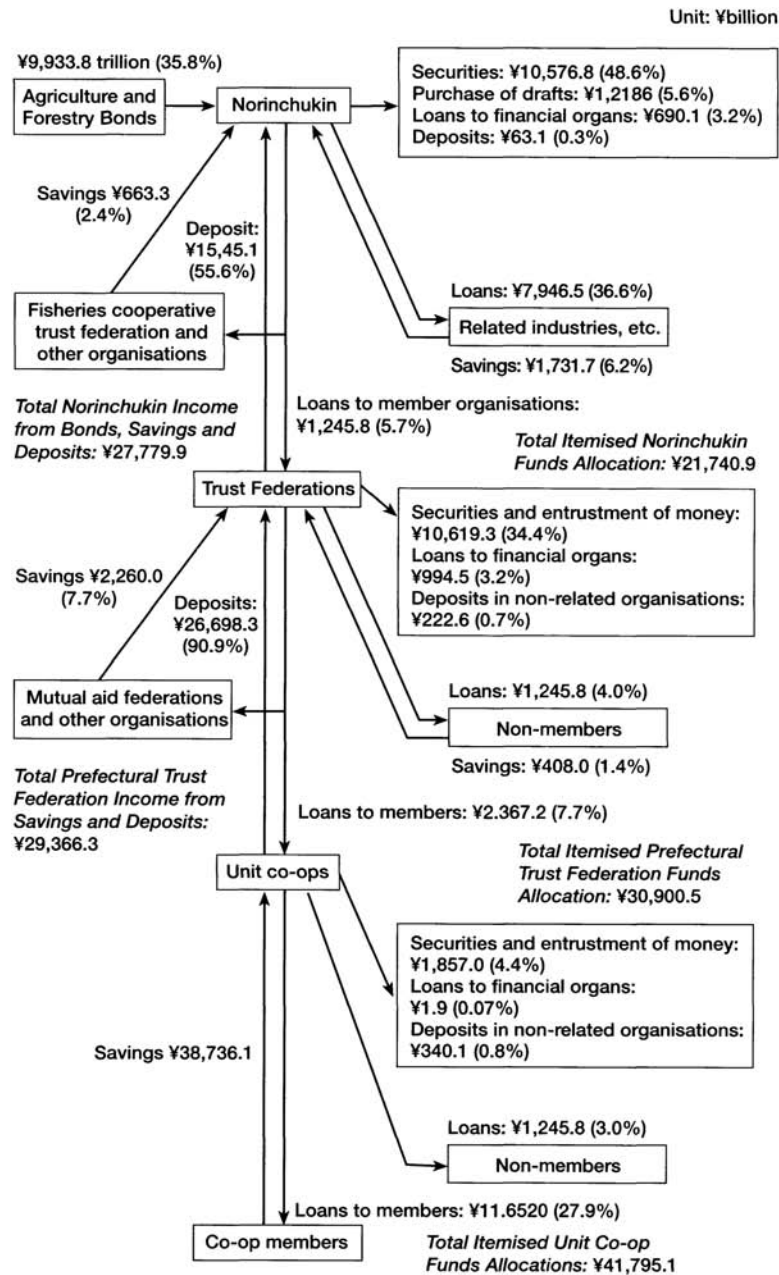 Unit: ¥billion
¥9,933.8 trillion (35.8%)
Agriculture and
Forestry Bonds
Norinchukin
Securities: ¥10,576.8 (48.6%)
Purchase of drafts: ¥1,2186 (5.6%)
Loans to financial organs: ¥690.1 (3.2%)
Deposits: ¥63.1 (0.3%)
Savings ¥663.3
(2.4%)
Deposit:
¥15,45.1
(55.6%)
Fisheries cooperative
trust federation and
other organisations
Loans: ¥7,946.5 (36.6%)
Related industries, etc.
Savings: ¥1,731.7 (6.2%)
Total Norinchukin Income
from Bonds, Savings and
Deposits: ¥27,779.9
Loans to member organisations:
¥1,245.8 (5.7%)
Total Itemised Norinchukin
Funds Allocation: ¥21,740.9
Trust Federations
Securities and entrustment of money:
¥10,619.3 (34.4%)
Loans to financial organs:
¥994.5 (3.2%)
Deposits in non-related organisations:
¥222.6 (0.7%)
Savings ¥2,260.0
(7.7%)
Deposits:
¥26,698.3
(90.9%)
Mutual aid federations
and other organisations
Loans: ¥1,245.8 (4.0%)
Non-members
Savings: ¥408.0 (1.4%)
Total Prefectural Trust
Federation Income from
Savings and Deposits:
¥29,366.3
Loans to members: ¥2.367.2 (7.7%)
Total Itemised Prefectural
Trust Federation Funds
Allocation: ¥30,900.5
Unit co-ops
Securities and entrustment of money:
¥1,857.0 (4.4%)
Loans to financial organs:
¥1.9 (0.07%)
Deposits in non-related organisations:
¥340.1 (0.8%)
Savings ¥38,736.1
Loans: ¥1,245.8 (3.0%)
Non-members
Loans to members: ¥11.6520 (27.9%)
Co-op members
Total Itemised Unit Co-op
Funds Allocations: ¥41,795.1